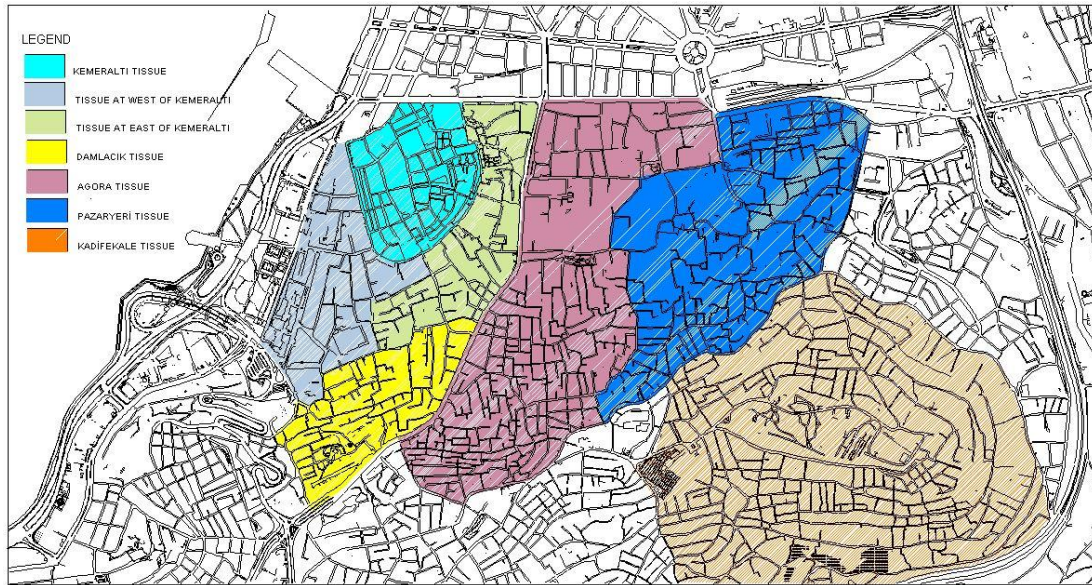 LEGEND
KEMERALTI TISSUE
TISSUE AT WEST OF KEMERALTI
TISSUE AT EAST OF KEMERALTI
DAMLACIK TISSUE
AGORA TISSUE
PAZARYERİ TISSUE
KADİFEKALE TISSUE